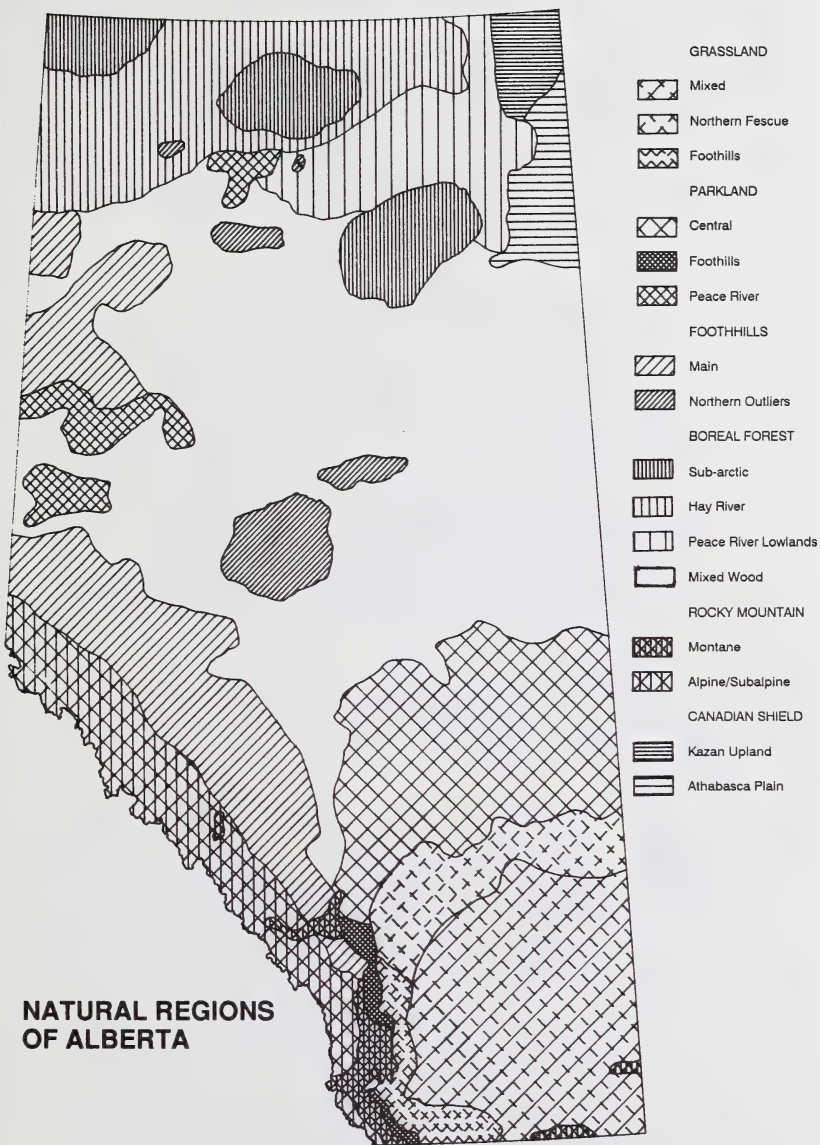 GRASSLAND
Mixed
Northern Fescue
Foothills
PARKLAND
Central
Foothills
Peace River
FOOTHHILLS
Main
Northern Outliers
BOREAL FOREST
Sub-arctic
Hay River
Peace River Lowlands
Mixed Wood
ROCKY MOUNTAIN
Montane
Alpine/Subalpine
CANADIAN SHIELD
Kazan Upland
Athabasca Plain
NATURAL REGIONS
OF ALBERTA